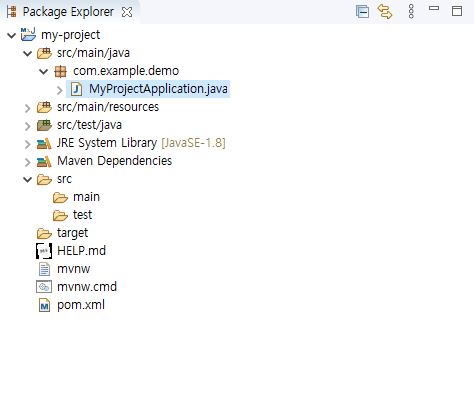 Package Explorer
my-project
src/main/java
com.example.demo
MyProjectApplication.java
src/main/resources
src/test/java
JRE System Library [JavaSE-1.8]
Maven Dependencies
src
main
test
target
HELP.md
mvnw
mvnw.cmd
pom.xml